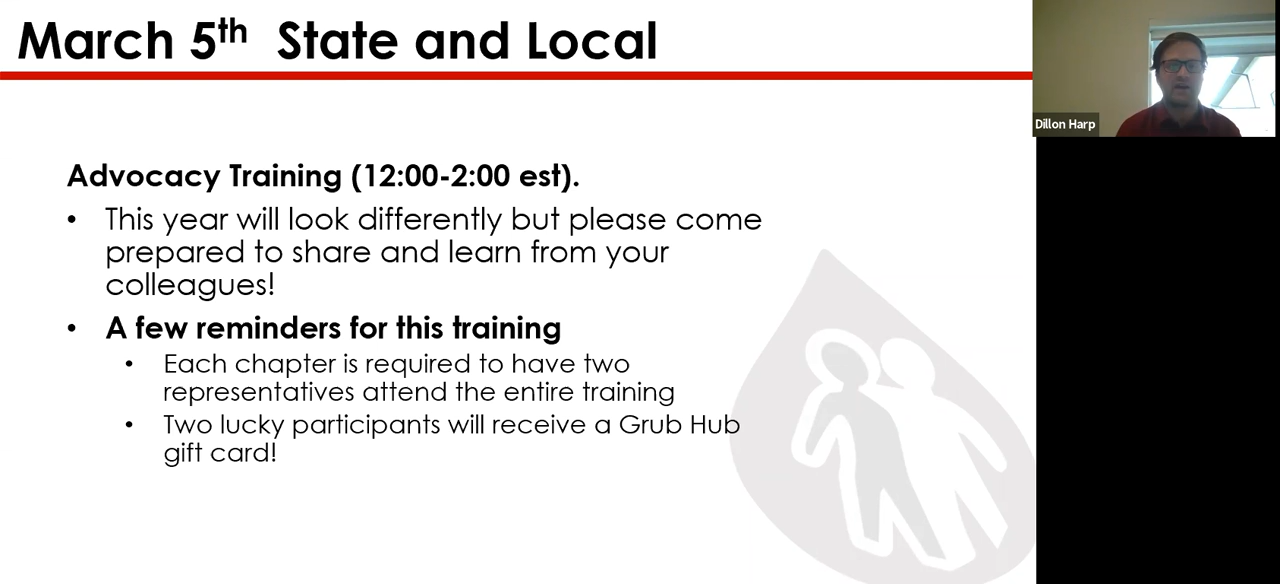 March 5th State and Local
Dillon Harp
Advocacy Training (12:00-2:00 est).
• This year will look differently but please come
prepared to share and learn from your
colleagues!
• A few reminders for this training
• Each chapter is required to have two
representatives attend the entire training
• Two lucky participants will receive a Grub Hub
gift card!